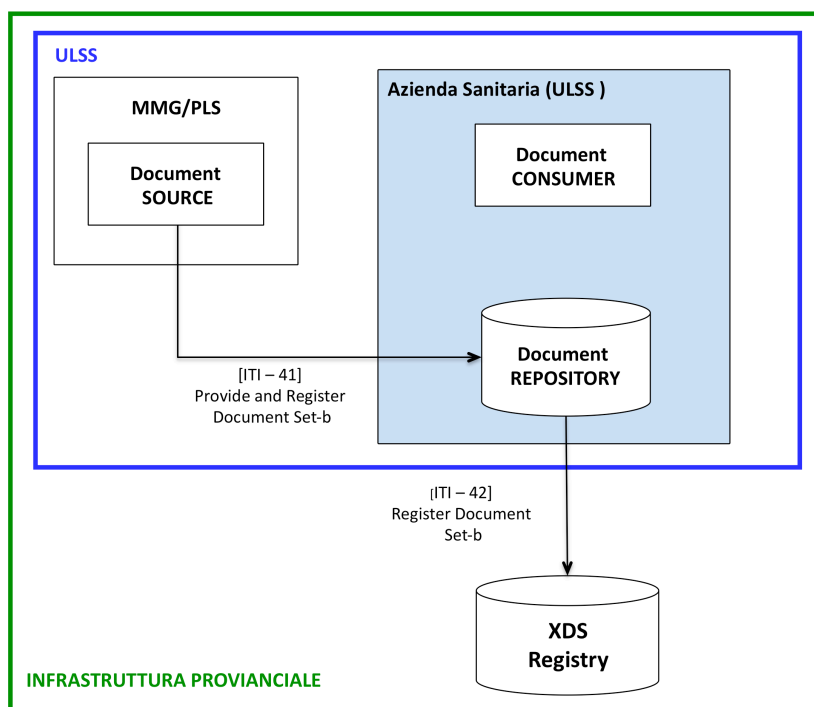 ULSS
MMG/PLS
Document
SOURCE
Azienda Sanitaria (ULSS )
Document
CONSUMER
Document
REPOSITORY
[ITI – 41]
Provide and Register
Document Set-b
[ITI – 42]
Register Document
Set-b
XDS
Registry
INFRASTRUTTURA PROVIANCIALE